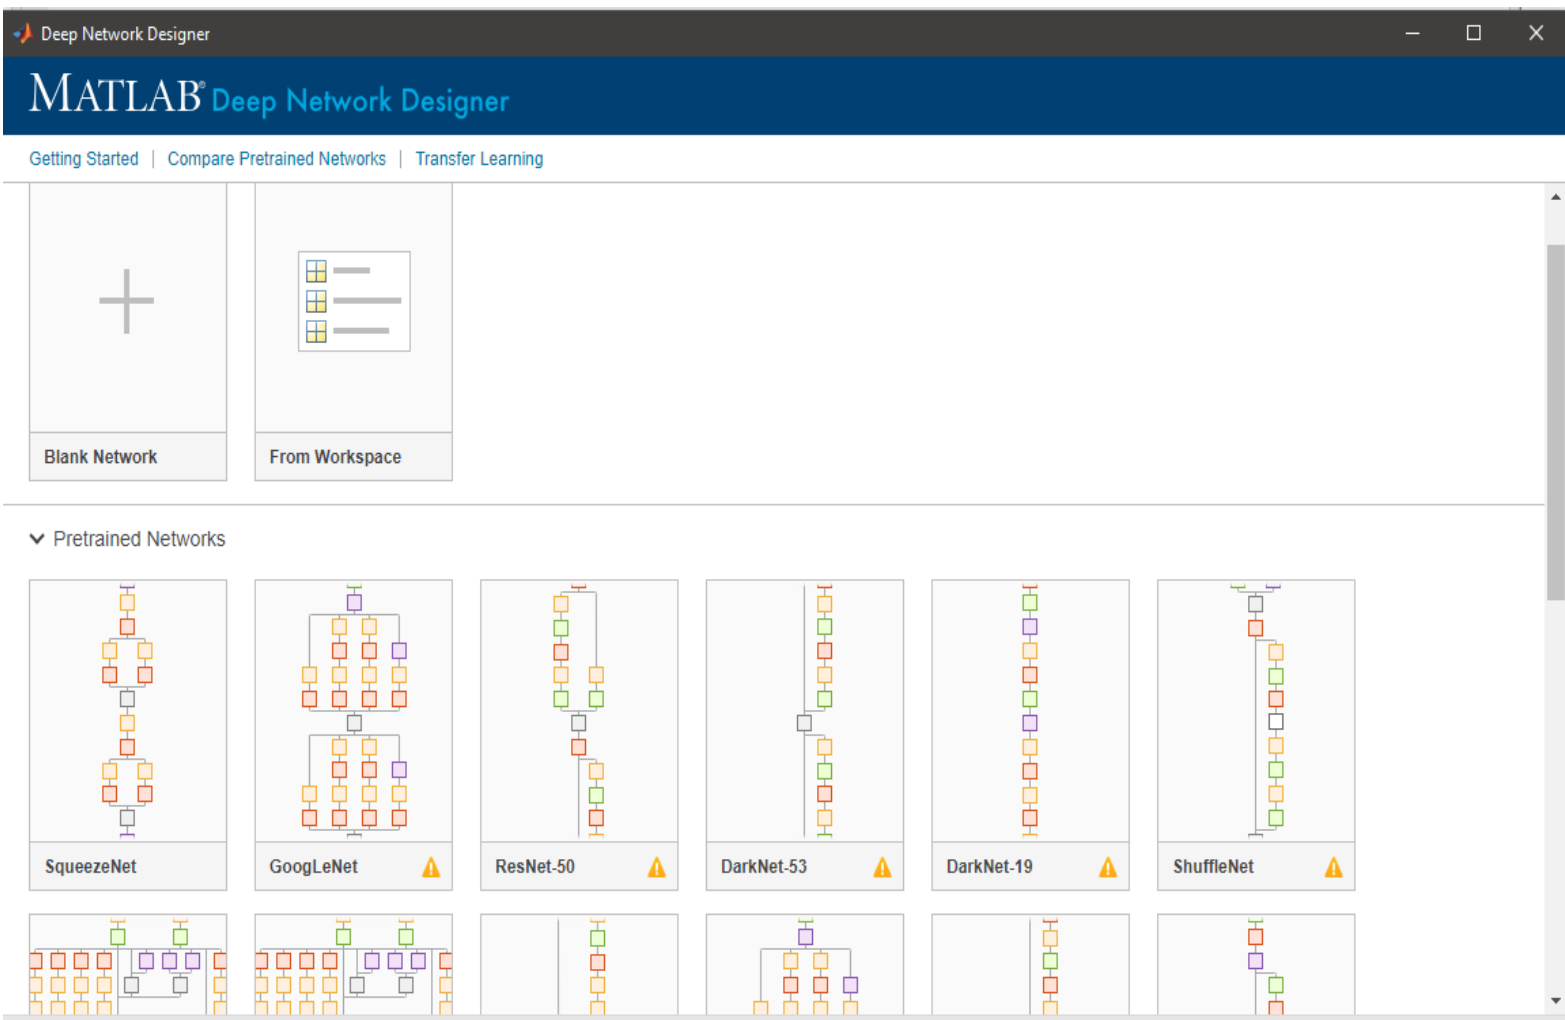 Deep Network Designer
MATLAB® Deep Network Designer
Getting Started | Compare Pretrained Networks | Transfer Learning
Blank Network
From Workspace
Pretrained Networks
SqueezeNet
GoogLeNet
ResNet-50
DarkNet-53
DarkNet-19
ShuffleNet